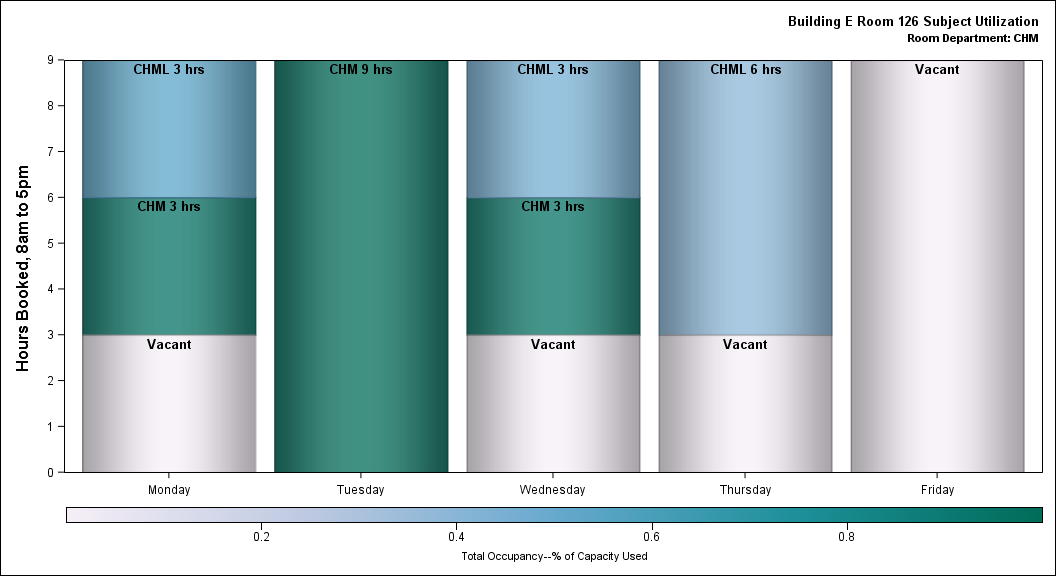 Building E Room 126 Subject Utilization
Room Department: CHM
Hours Booked, 8am to 5pm
9
8
7
6
5
4
3
2
1
0
CHML 3 hrs
CHM 3 hrs
Vacant
CHM 9 hrs
CHML 3 hrs
CHM 3 hrs
Vacant
CHML 6 hrs
Vacant
Vacant
Monday Tuesday Wednesday Thursday Friday
0.2 0.4 0.6 0.8
Total Occupancy--% of Capacity Used